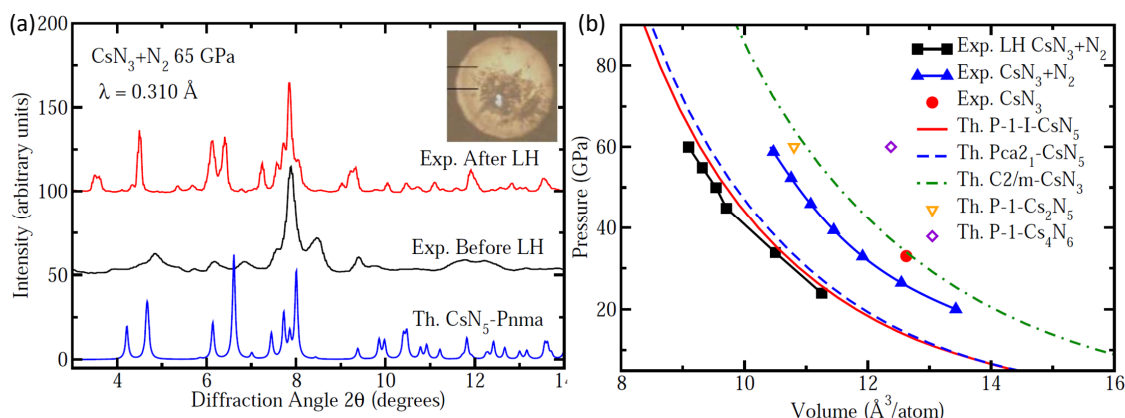 (a)
200
150
100
50
0
Intensity (arbitrary units)
CsN₃+N₂ 65 GPa
λ = 0.310 Å
Exp. After LH
Exp. Before LH
Th. CsN₅-Pnma
4 6 8 10 12 14
Diffraction Angle 2θ (degrees)
(b)
80
60
40
20
0
Pressure (GPa)
Exp. LH CsN₃+N₂
Exp. CsN₃+N₂
Exp. CsN₃
Th. P-1-I-CsN₅
Th. Pca2₁-CsN₅
Th. C2/m-CsN₃
Th. P-1-Cs₂N₅
Th. P-1-Cs₄N₆
8 10 12 14 16
Volume (Å³/atom)